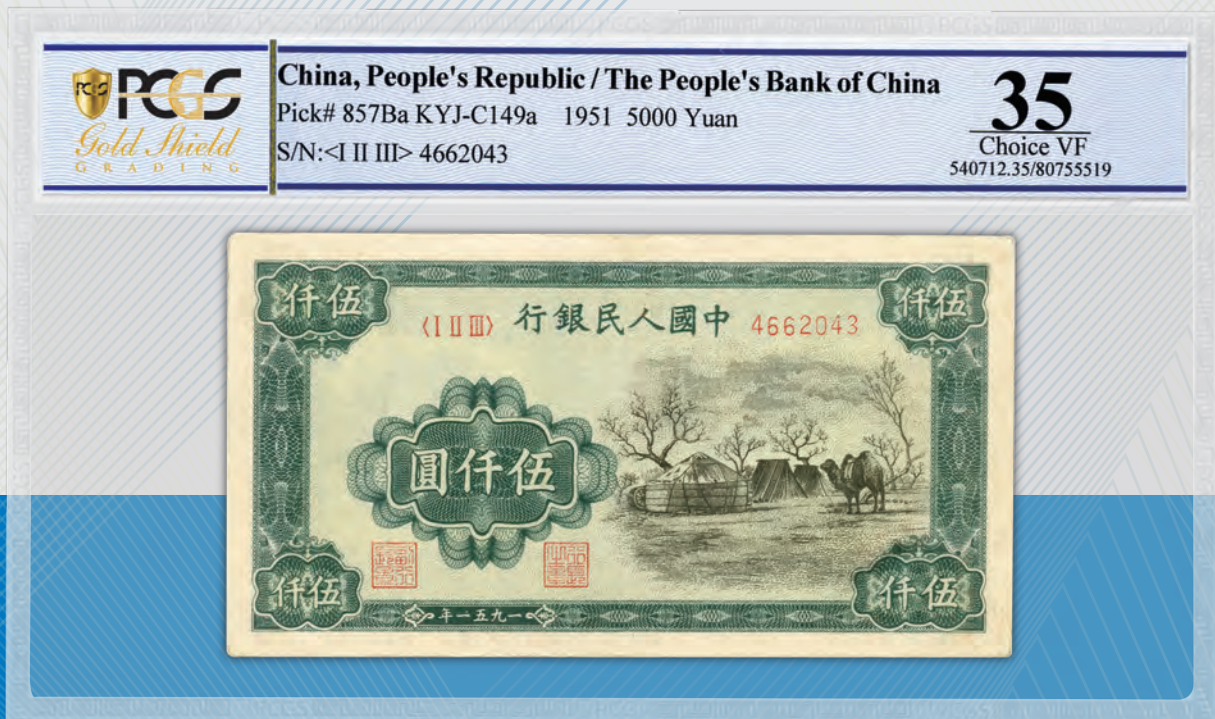 PCGS
PCGS
Gold Shield
GRADING
China, People's Republic / The People's Bank of China
Pick# 857Ba KYJ-C149a 1951 5000 Yuan
S/N:<I II III> 4662043
35
Choice VF
540712.35/80755519
仟伍
仟伍
〈I II III〉 行銀民人國中 4662043
圓仟伍
仟伍
仟伍
年一五九一